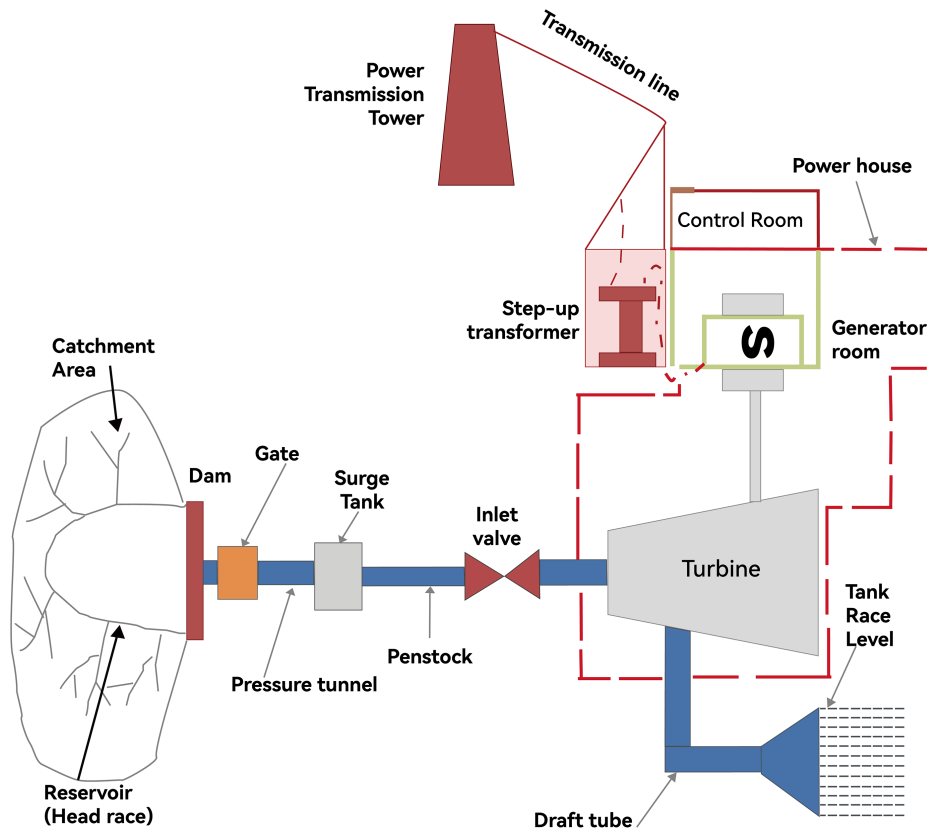 Transmission line
Power
Transmission
Tower
Power house
Control Room
Step-up
transformer
S
Generator
room
Catchment
Area
Gate
Dam
Surge
Tank
Inlet
valve
Turbine
Tank
Race
Level
Penstock
Pressure tunnel
Reservoir
(Head race)
Draft tube